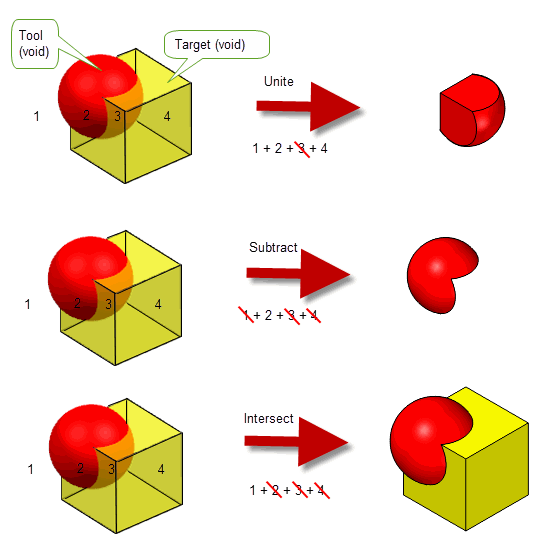 Tool
(void)
Target (void)
Unite
1 2 3 4
1 + 2 + 3 + 4
Subtract
1 2 3 4
1 + 2 + 3 + 4
Intersect
1 2 3 4
1 + 2 + 3 + 4